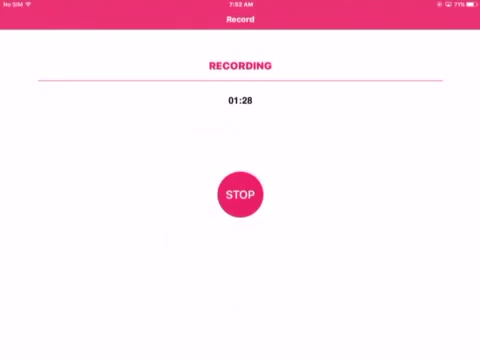 No SIM 7:52 AM 71%
Record
RECORDING
01:28
STOP